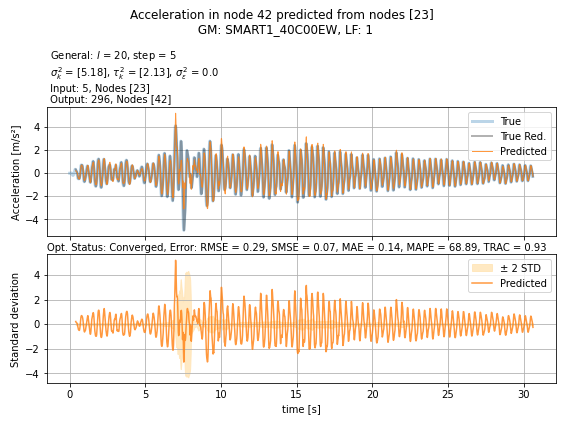 Acceleration in node 42 predicted from nodes [23]
GM: SMART1_40C00EW, LF: 1
General: l = 20, step = 5
σ²ₖ = [5.18], τ²ₖ = [2.13], σ²ε = 0.0
Input: 5, Nodes [23]
Output: 296, Nodes [42]
Acceleration [m/s²]
4
2
0
−2
−4
True
True Red.
Predicted
Opt. Status: Converged, Error: RMSE = 0.29, SMSE = 0.07, MAE = 0.14, MAPE = 68.89, TRAC = 0.93
Standard deviation
4
2
0
−2
−4
± 2 STD
Predicted
0 5 10 15 20 25 30
time [s]